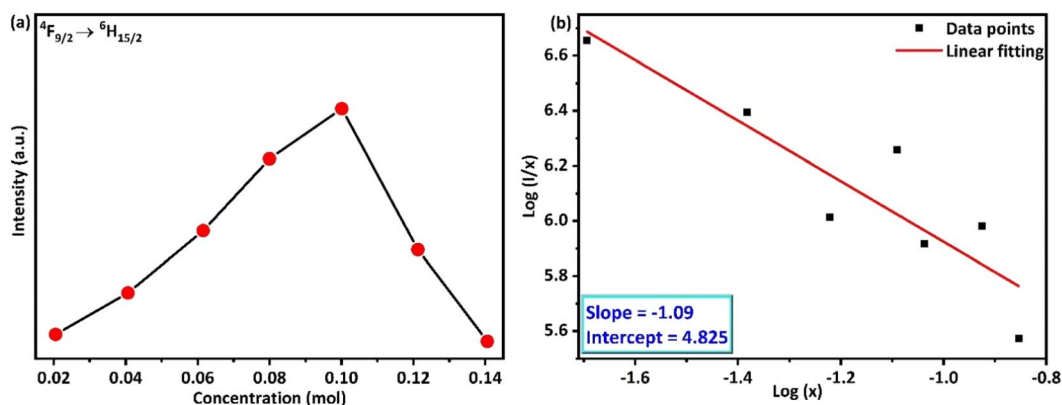 (a)
⁴F₉/₂ → ⁶H₁₅/₂
Intensity (a.u.)
0.02 0.04 0.06 0.08 0.10 0.12 0.14
Concentration (mol)
(b)
Data points
Linear fitting
Log (I/x)
6.6
6.4
6.2
6.0
5.8
5.6
Slope = -1.09
Intercept = 4.825
-1.6 -1.4 -1.2 -1.0 -0.8
Log (x)